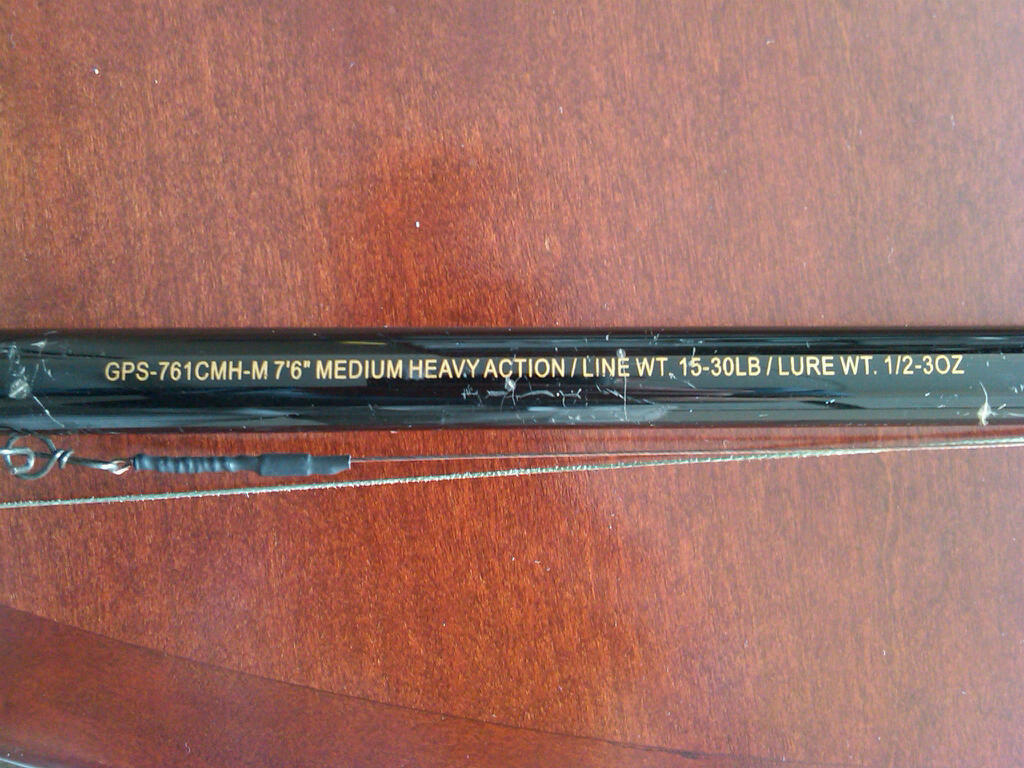 GPS-761CMH-M 7'6" MEDIUM HEAVY ACTION / LINE WT. 15-30LB / LURE WT. 1/2-3OZ